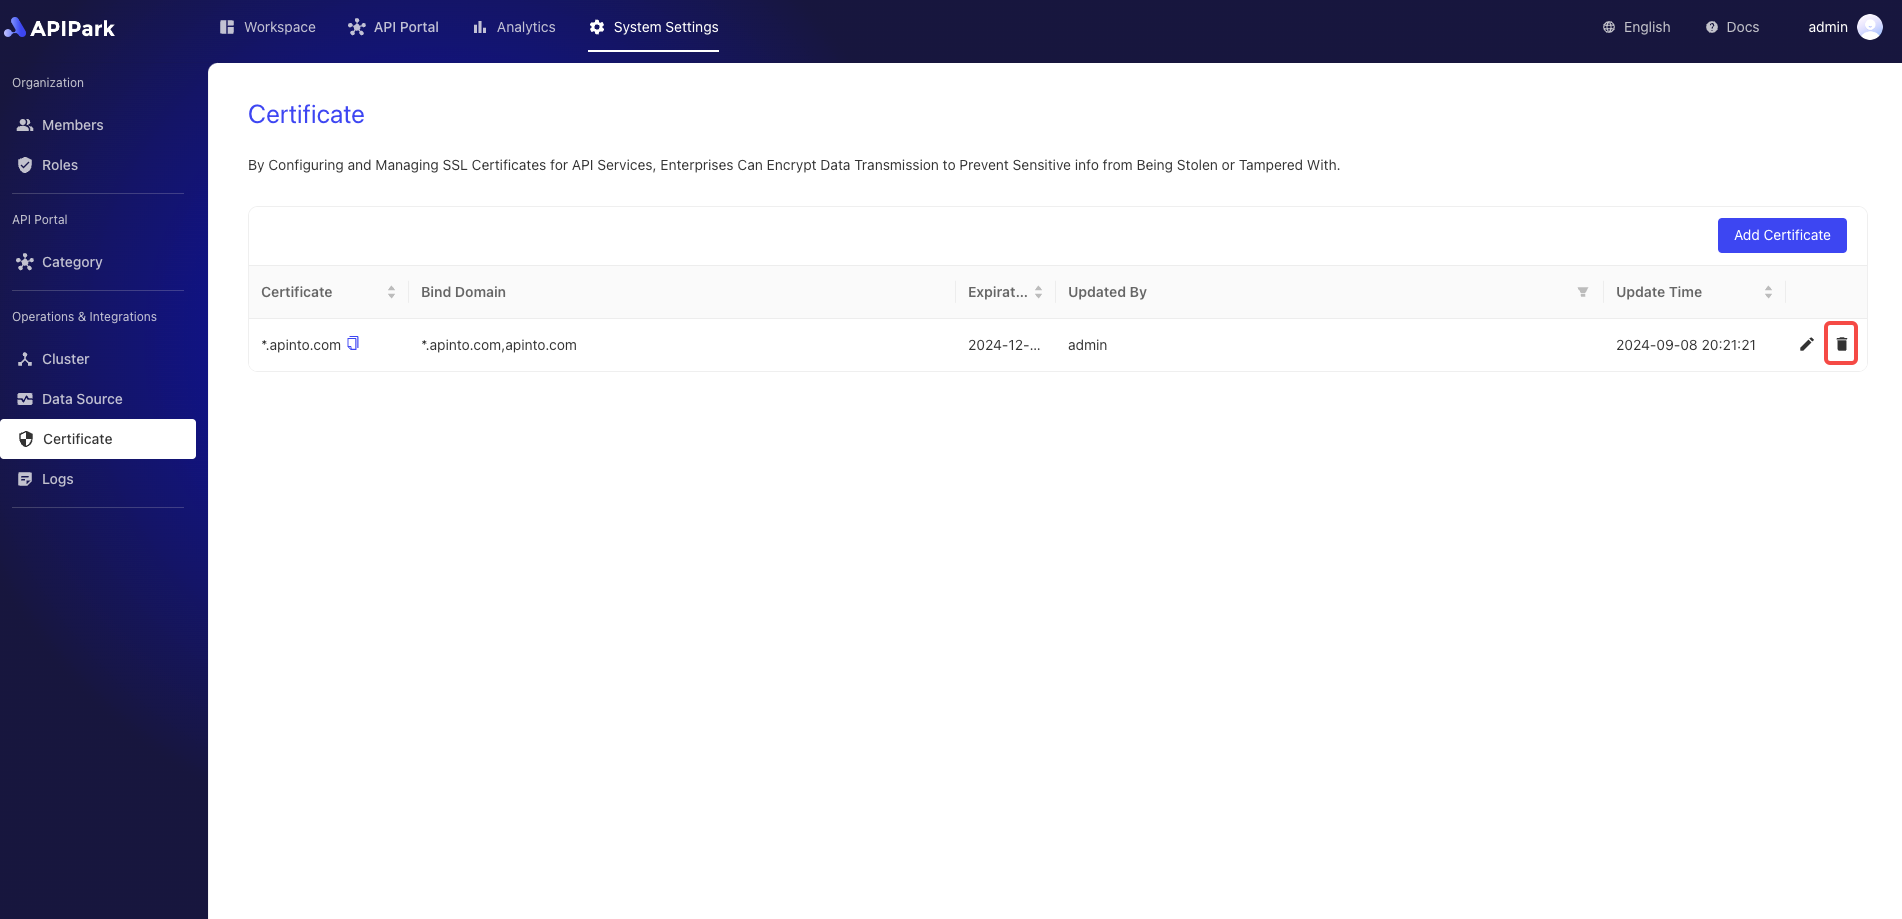 APIPark
Workspace
API Portal
Analytics
System Settings
English
Docs
admin
Organization
Members
Roles
API Portal
Category
Operations & Integrations
Cluster
Data Source
Certificate
Logs
Certificate
By Configuring and Managing SSL Certificates for API Services, Enterprises Can Encrypt Data Transmission to Prevent Sensitive info from Being Stolen or Tampered With.
Add Certificate
Certificate Bind Domain Expirat... Updated By Update Time
*.apinto.com *.apinto.com,apinto.com 2024-12-... admin 2024-09-08 20:21:21